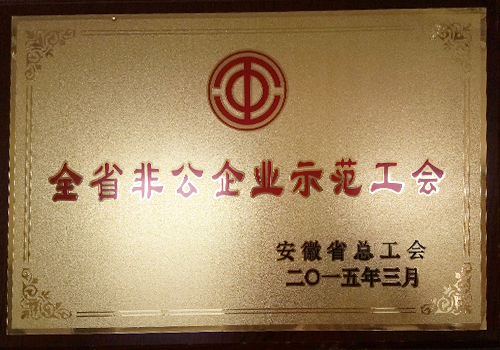 全省非公企业示范工会
安徽省总工会
二〇一五年三月